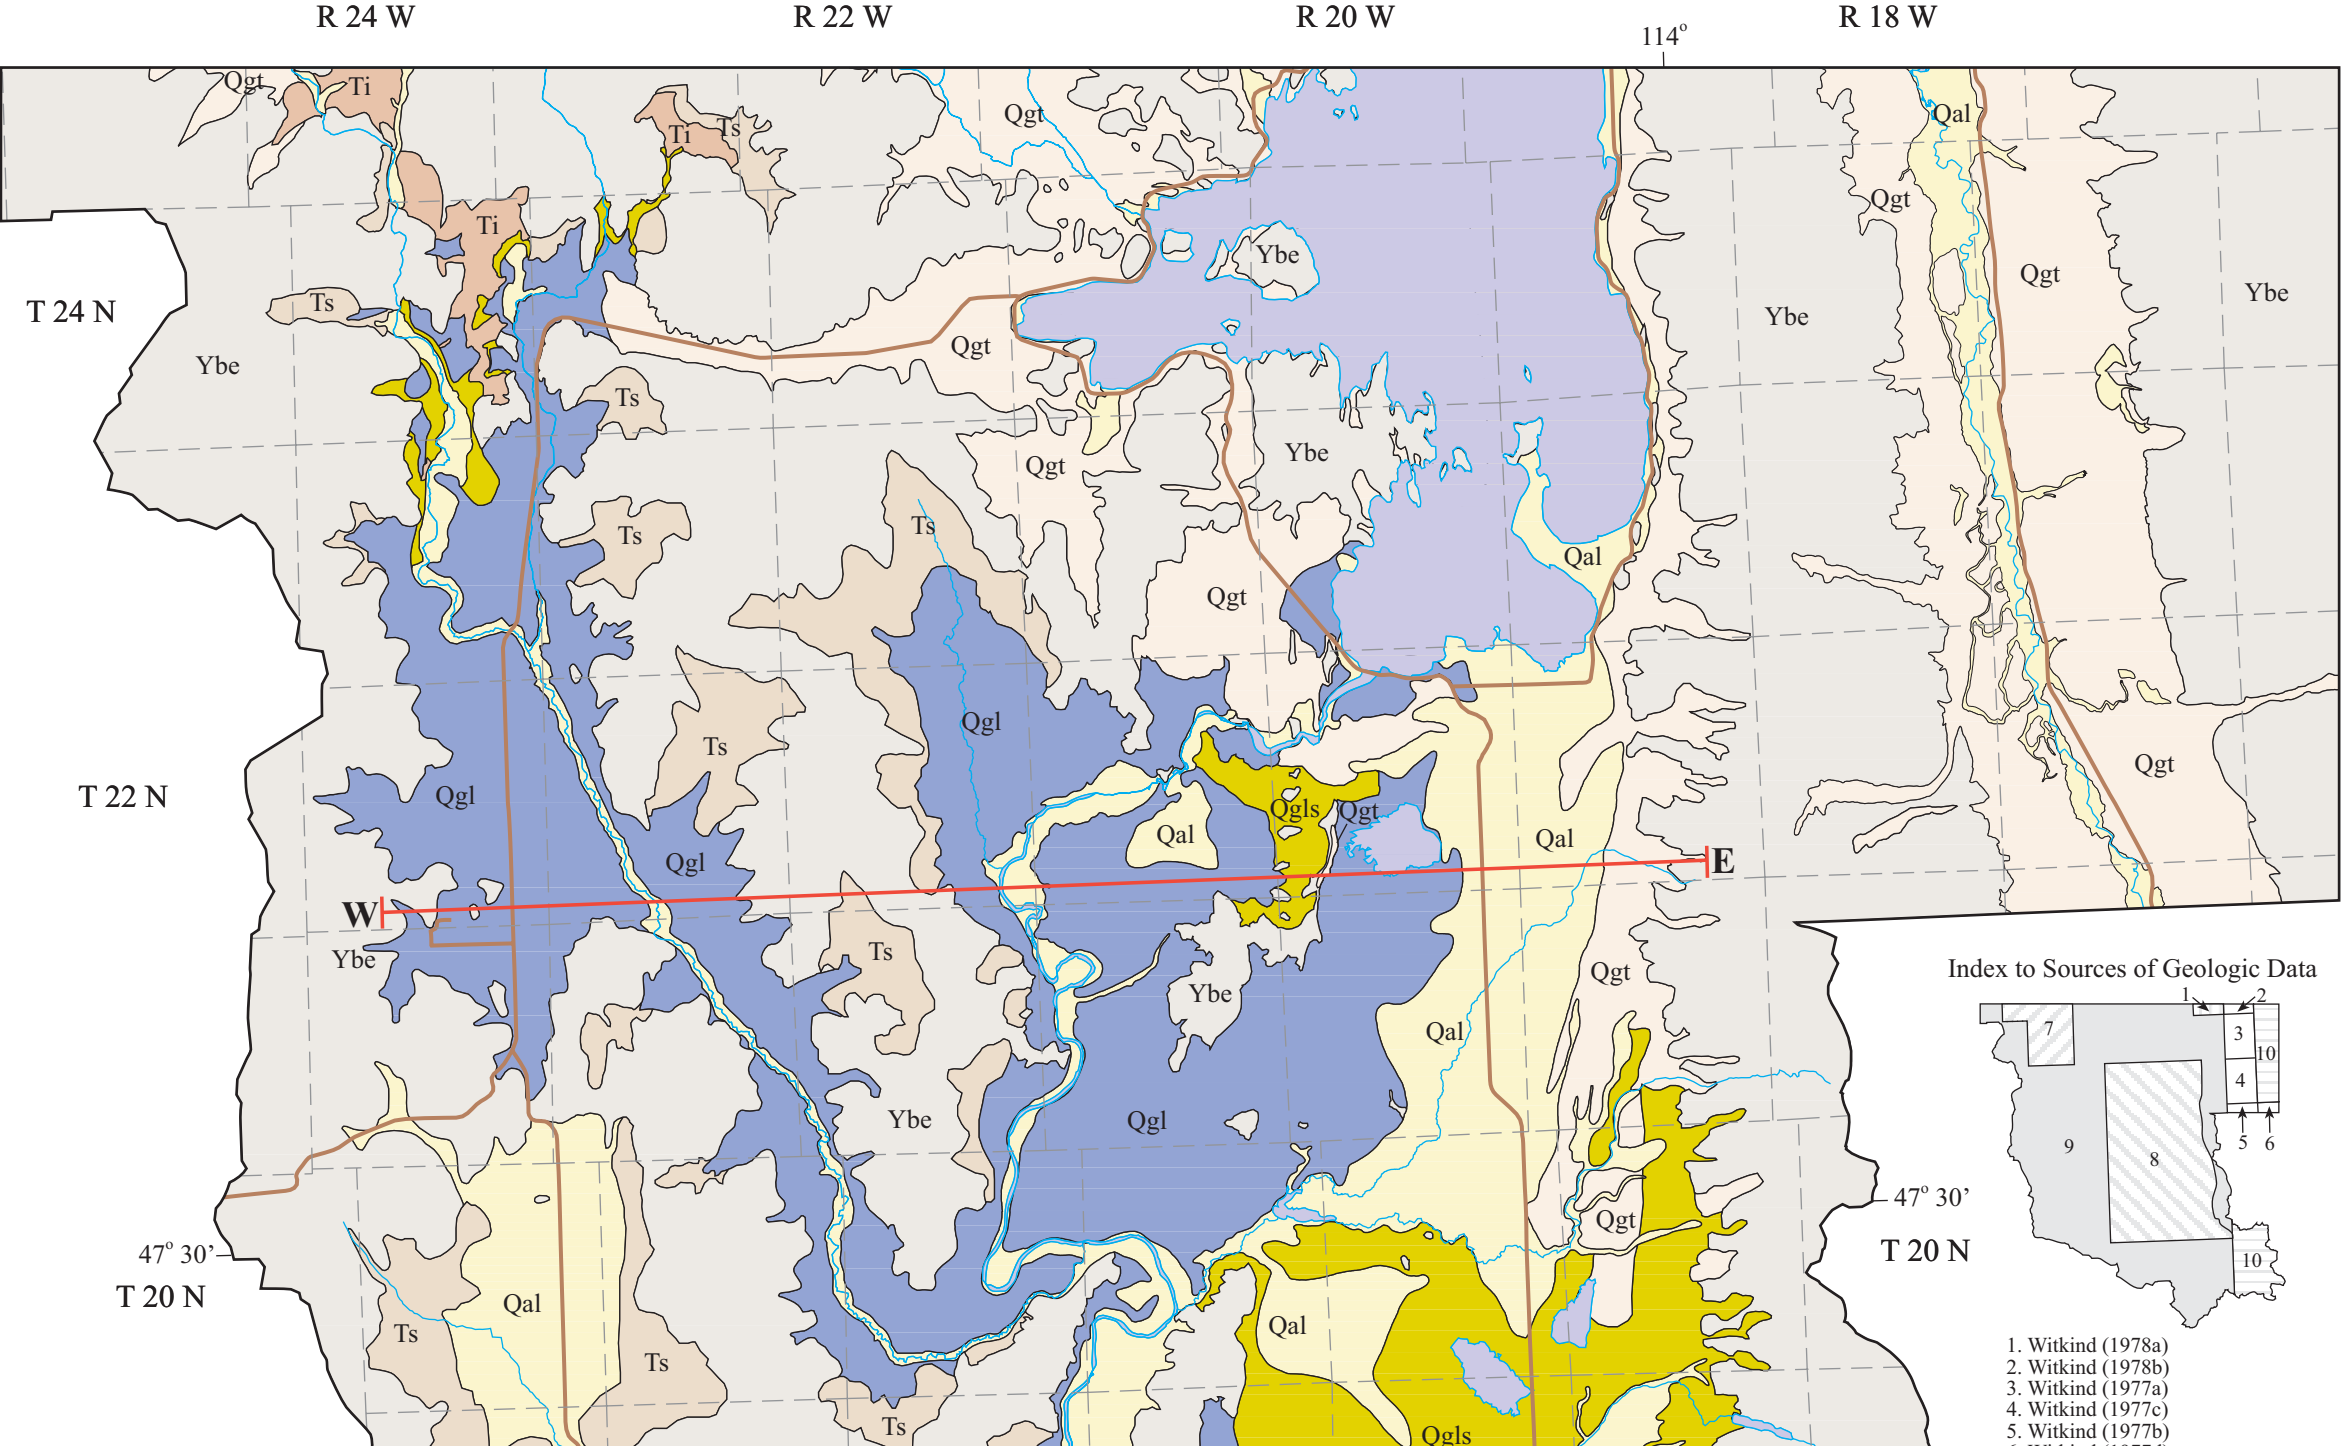 R 24 W
R 22 W
R 20 W
R 18 W
114°
Qgt
Ti
Ti
Ts
Qgt
Qal
Qgt
Ti
Ybe
Qgt
Ybe
Ybe
T 24 N
Ts
Ybe
Qgt
Ts
Qgt
Ybe
Ts
Ts
Qal
Qgt
Qgl
Ts
Qgt
T 22 N
Qgl
Qgls
Qgt
Qal
Qal
Qgl
E
W
Ybe
Ts
Ybe
Qgt
Index to Sources of Geologic Data
1
2
7
3
10
4
5
6
9
8
10
Qal
Ybe
Qgl
47° 30'
T 20 N
Qgt
47° 30'
T 20 N
Qal
Ts
Qal
Ts
Ts
Qgls
1. Witkind (1978a)
2. Witkind (1978b)
3. Witkind (1977a)
4. Witkind (1977c)
5. Witkind (1977b)